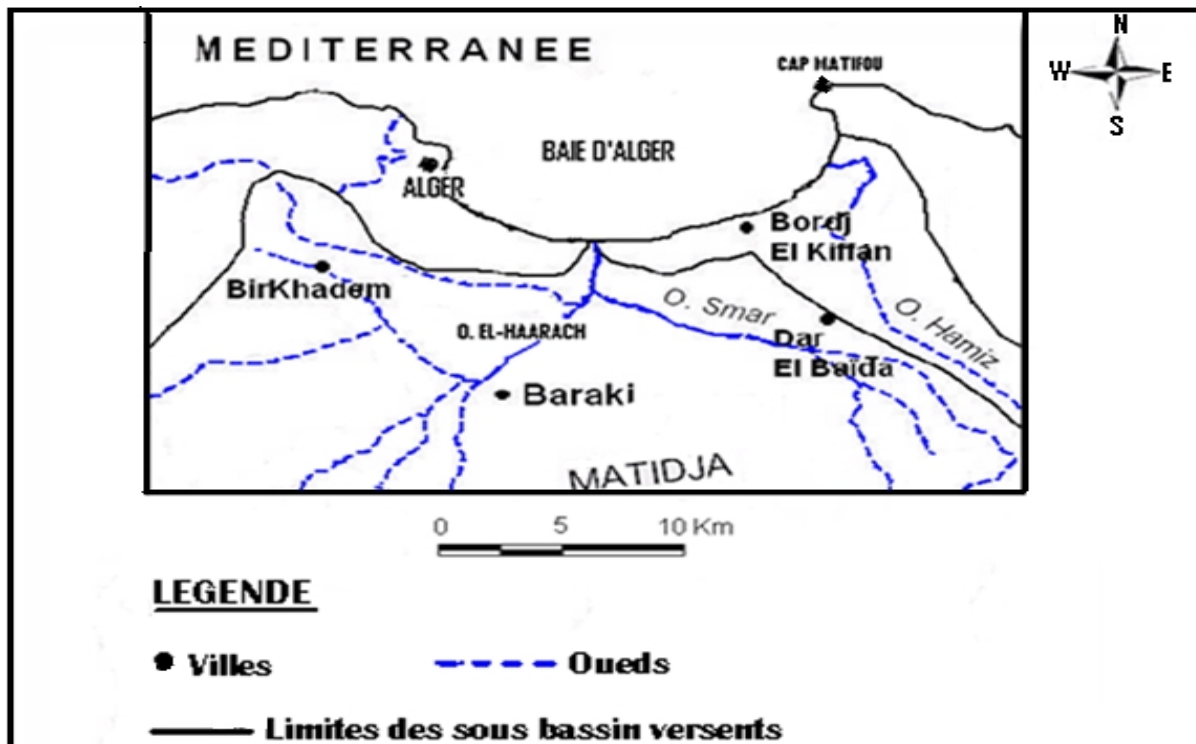 MEDITERRANEE
N
W E
S
CAP MATIFOU
BAIE D'ALGER
ALGER
Bordj
El Kiffan
BirKhadem
O. Smar
O. Hamiz
O. EL-HAARACH
Dar
El Baïda
Baraki
MATIDJA
0 5 10 Km
LEGENDE
Villes
Oueds
Limites des sous bassin versents